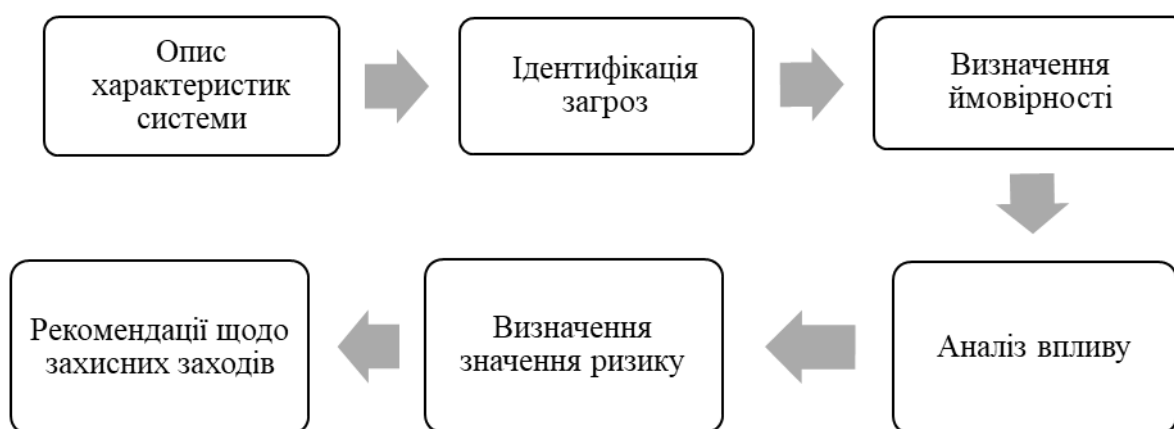 Опис
характеристик
системи
Ідентифікація
загроз
Визначення
ймовірності
Аналіз впливу
Визначення
значення ризику
Рекомендації щодо
захисних заходів